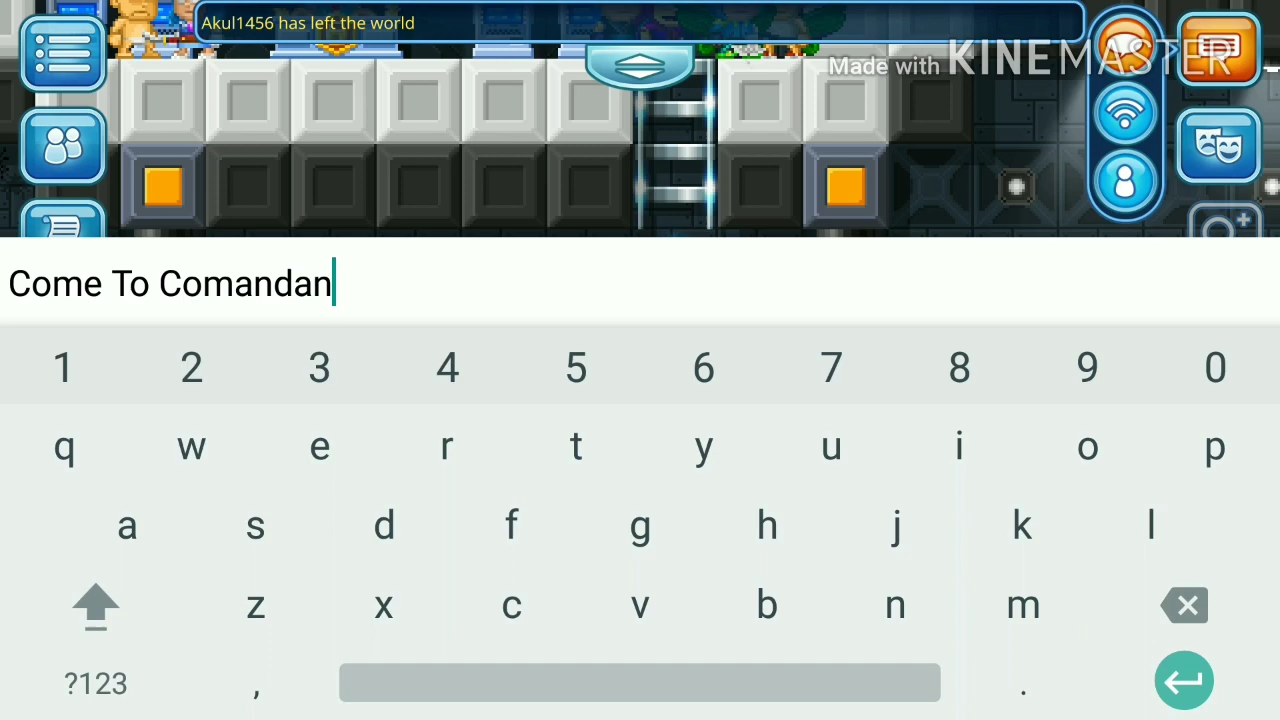 Akul1456 has left the world
Made with KINEMASTER
Come To Comandan
1 2 3 4 5 6 7 8 9 0
q w e r t y u i o p
a s d f g h j k l
z x c v b n m
?123 , .